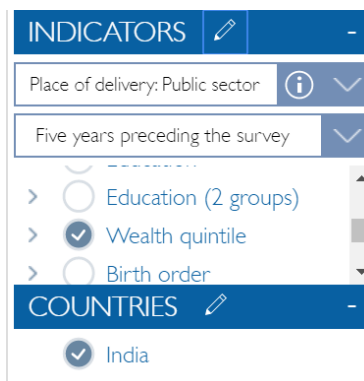 INDICATORS -
Place of delivery: Public sector
Five years preceding the survey
Education
Education (2 groups)
Wealth quintile
Birth order
COUNTRIES -
India